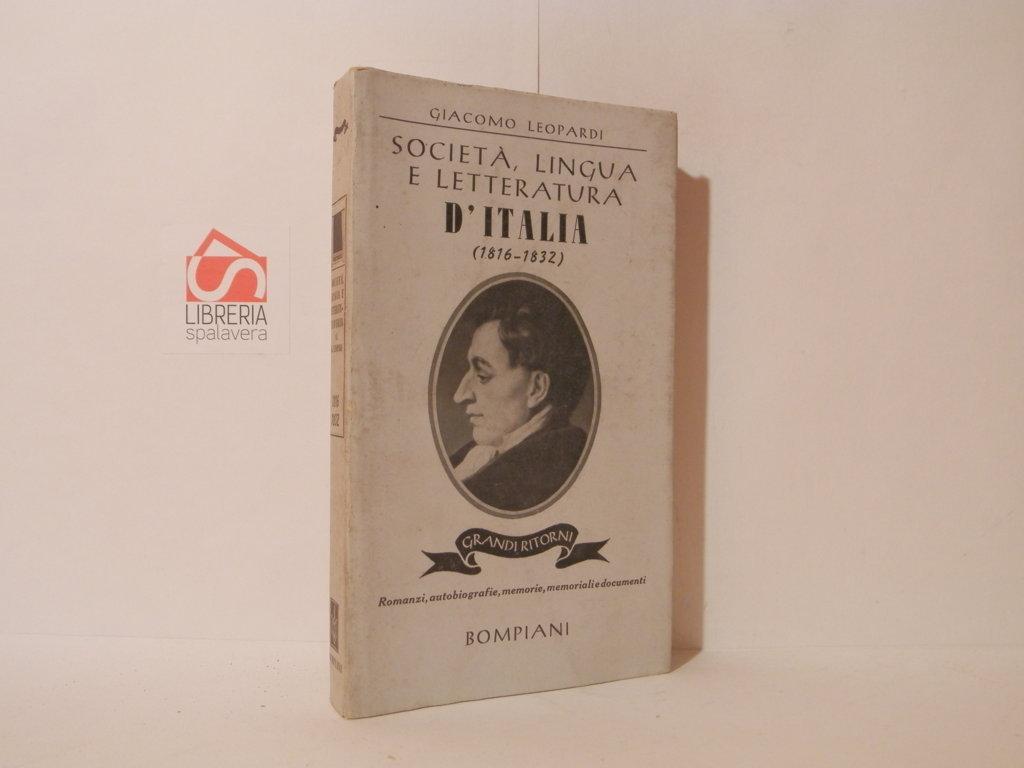 GIACOMO LEOPARDI
SOCIETÀ, LINGUA
E LETTERATURA
D'ITALIA
(1816-1832)
GRANDI RITORNI
Romanzi, autobiografie, memorie, memoriali e documenti
BOMPIANI
LIBRERIA
spalavera